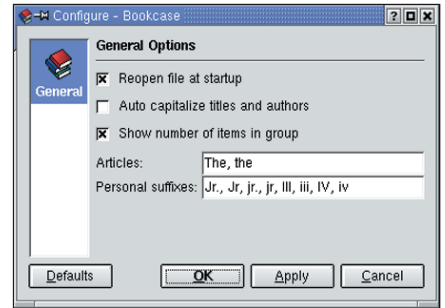 Configure - Bookcase
General
General Options
Reopen file at startup
Auto capitalize titles and authors
Show number of items in group
Articles: The, the
Personal suffixes: Jr., Jr, jr., jr, III, iii, IV, iv
Defaults OK Apply Cancel